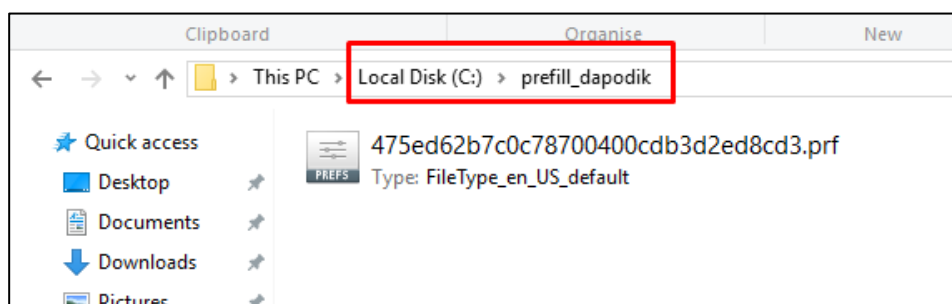 Clipboard Organise New
This PC > Local Disk (C:) > prefill_dapodik
Quick access
475ed62b7c0c78700400cdb3d2ed8cd3.prf
PREFS
Type: FileType_en_US_default
Desktop
Documents
Downloads
Pictures